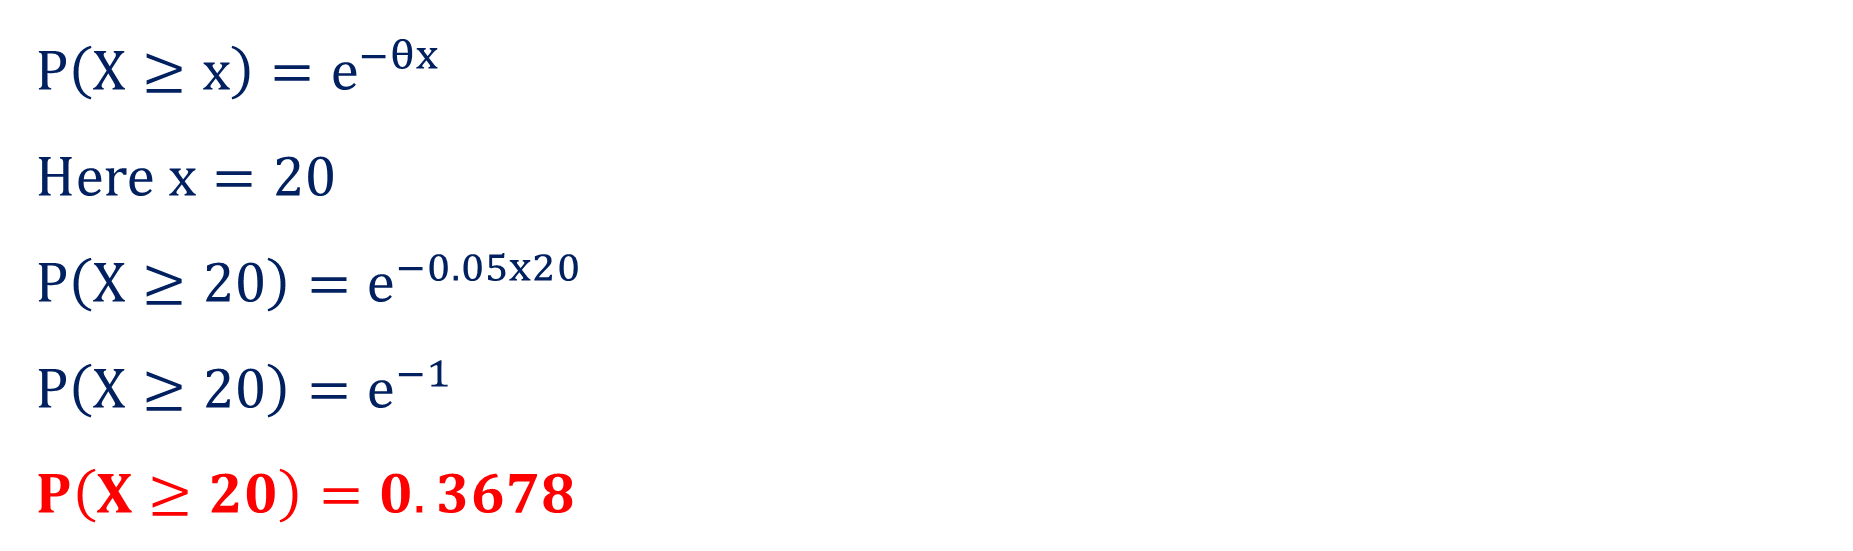 P(X ≥ x) = e^{−θx}
Here x = 20
P(X ≥ 20) = e^{−0.05x20}
P(X ≥ 20) = e^{−1}
P(X ≥ 20) = 0.3678